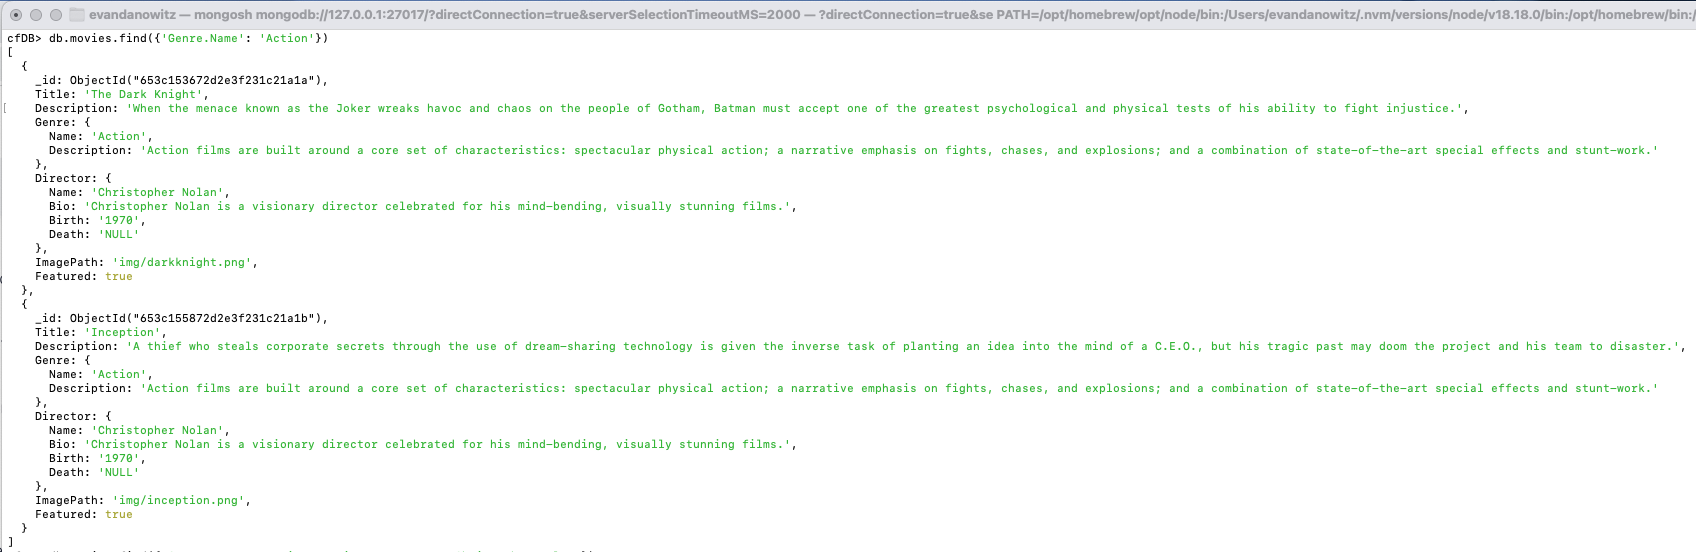 evandanowitz — mongosh mongodb://127.0.0.1:27017/?directConnection=true&serverSelectionTimeoutMS=2000 — ?directConnection=true&se PATH=/opt/homebrew/opt/node/bin:/Users/evandanowitz/.nvm/versions/node/v18.18.0/bin:/opt/homebrew/bin:/
cfDB> db.movies.find({'Genre.Name': 'Action'})
[
  {
    _id: ObjectId("653c153672d2e3f231c21a1a"),
    Title: 'The Dark Knight',
    Description: 'When the menace known as the Joker wreaks havoc and chaos on the people of Gotham, Batman must accept one of the greatest psychological and physical tests of his ability to fight injustice.',
    Genre: {
      Name: 'Action',
      Description: 'Action films are built around a core set of characteristics: spectacular physical action; a narrative emphasis on fights, chases, and explosions; and a combination of state-of-the-art special effects and stunt-work.'
    },
    Director: {
      Name: 'Christopher Nolan',
      Bio: 'Christopher Nolan is a visionary director celebrated for his mind-bending, visually stunning films.',
      Birth: '1970',
      Death: 'NULL'
    },
    ImagePath: 'img/darkknight.png',
    Featured: true
  },
  {
    _id: ObjectId("653c155872d2e3f231c21a1b"),
    Title: 'Inception',
    Description: 'A thief who steals corporate secrets through the use of dream-sharing technology is given the inverse task of planting an idea into the mind of a C.E.O., but his tragic past may doom the project and his team to disaster.',
    Genre: {
      Name: 'Action',
      Description: 'Action films are built around a core set of characteristics: spectacular physical action; a narrative emphasis on fights, chases, and explosions; and a combination of state-of-the-art special effects and stunt-work.'
    },
    Director: {
      Name: 'Christopher Nolan',
      Bio: 'Christopher Nolan is a visionary director celebrated for his mind-bending, visually stunning films.',
      Birth: '1970',
      Death: 'NULL'
    },
    ImagePath: 'img/inception.png',
    Featured: true
  }
]